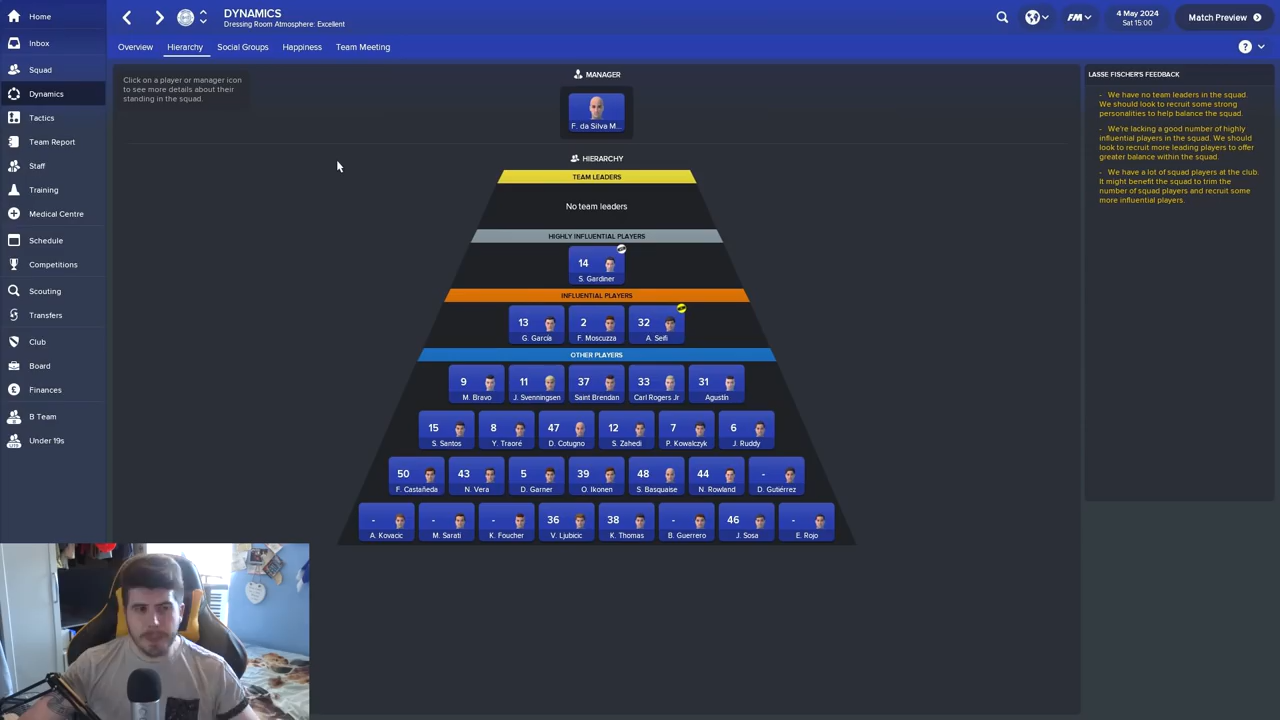 Home
Inbox
Squad
Dynamics
Tactics
Team Report
Staff
Training
Medical Centre
Schedule
Competitions
Scouting
Transfers
Club
Board
Finances
B Team
Under 19s
DYNAMICS
Dressing Room Atmosphere: Excellent
FM
4 May 2024
Sat 15:00
Match Preview
Overview
Hierarchy
Social Groups
Happiness
Team Meeting
?
Click on a player or manager icon
to see more details about their
standing in the squad.
MANAGER
F. da Silva M...
HIERARCHY
TEAM LEADERS
No team leaders
HIGHLY INFLUENTIAL PLAYERS
14
S. Gardiner
INFLUENTIAL PLAYERS
13 2 32
G. García F. Moscuzza A. Seifi
OTHER PLAYERS
9 11 37 33 31
M. Bravo J. Svenningsen Saint Brendan Carl Rogers Jr Agustín
15 8 47 12 7 6
S. Santos Y. Traoré D. Cotugno S. Zahedi P. Kowalczyk J. Ruddy
50 43 5 39 48 44 -
F. Castañeda N. Vera D. Garner O. Ikonen S. Basquaise N. Rowland D. Gutiérrez
- - - 36 38 - 46 -
A. Kovacic M. Sarati K. Foucher V. Ljubicic K. Thomas B. Guerrero J. Sosa E. Rojo
LASSE FISCHER'S FEEDBACK
- We have no team leaders in the squad.
We should look to recruit some strong
personalities to help balance the squad.
- We're lacking a good number of highly
influential players in the squad. We should
look to recruit more leading players to offer
greater balance within the squad.
- We have a lot of squad players at the club.
It might benefit the squad to trim the
number of squad players and recruit some
more influential players.